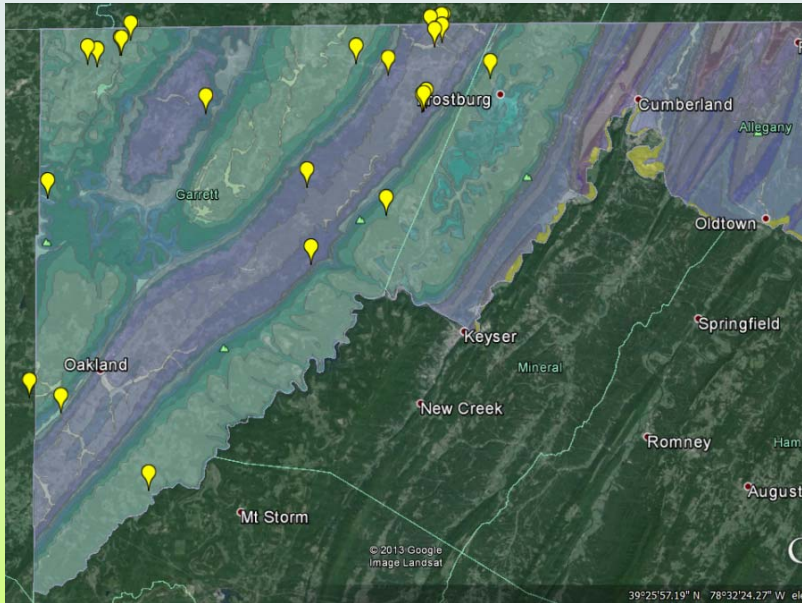 Frostburg
Cumberland
Allegany
Garrett
Oldtown
Springfield
Keyser
Oakland
Mineral
New Creek
Romney
Mt Storm
© 2013 Google
Image Landsat
39°25'57.19" N 78°32'24.27" W